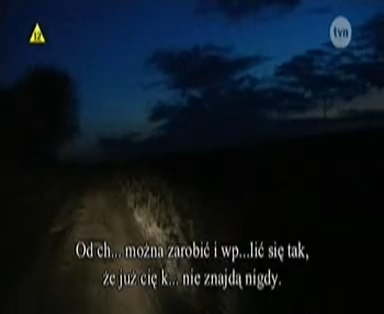 12
tvn
Od ch... można zarobić i wp...lić się tak,
że już cię k... nie znajdą nigdy.